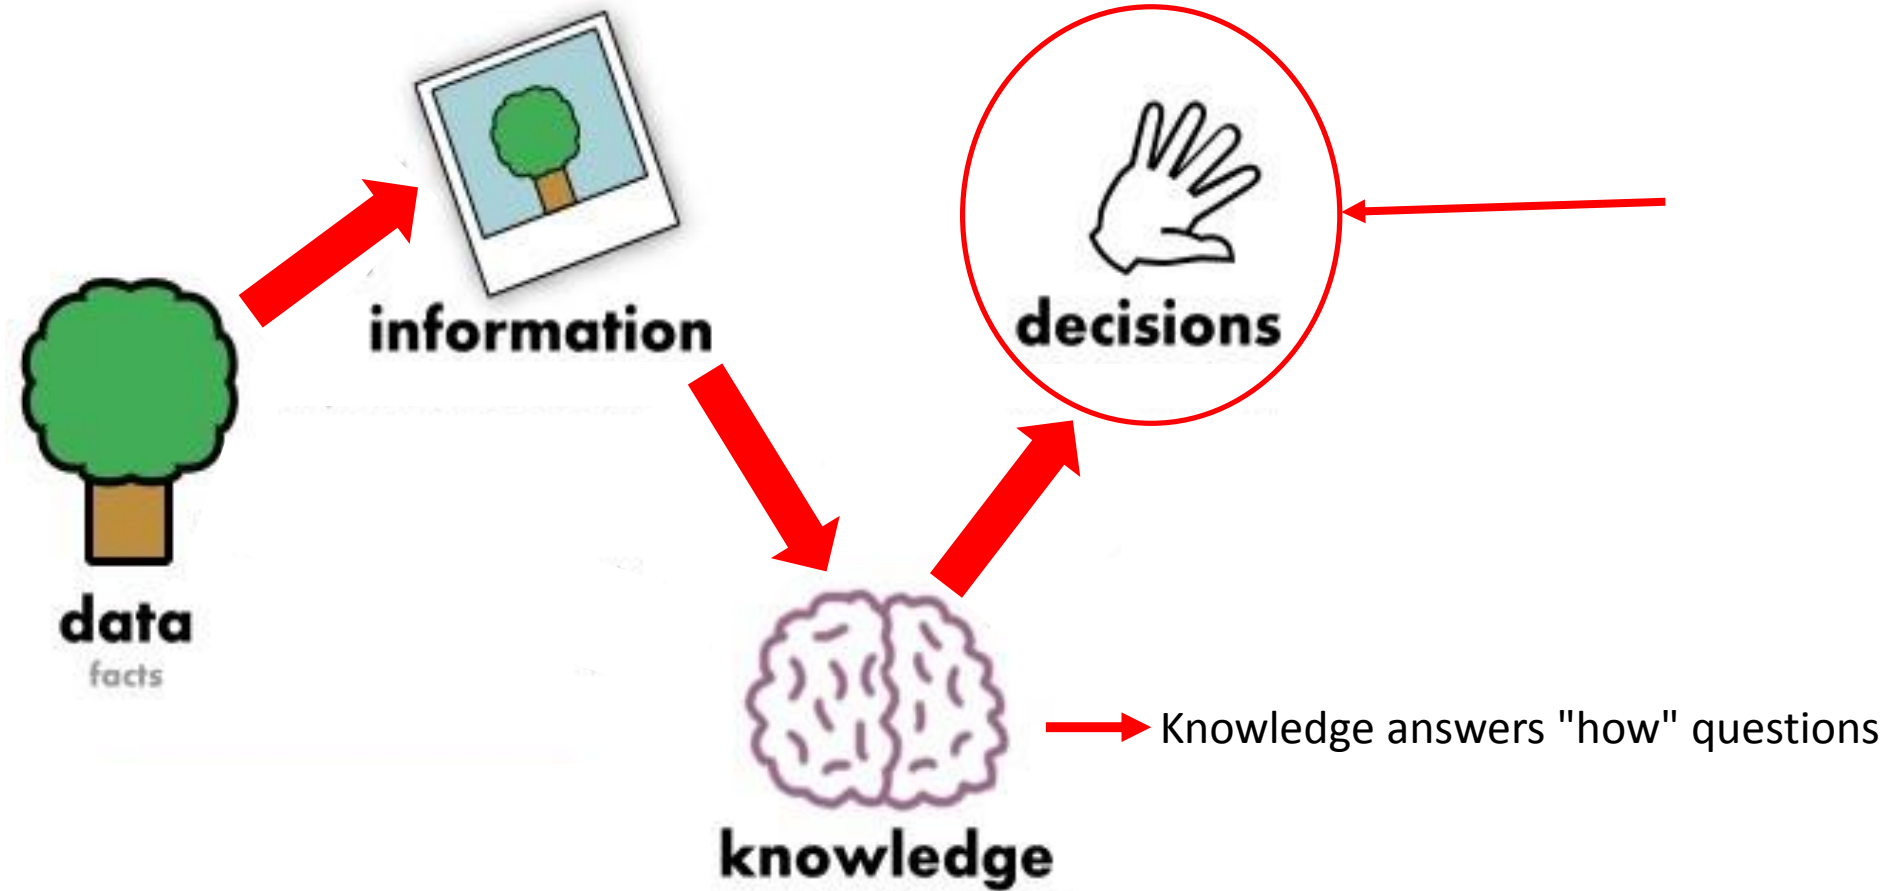 information
decisions
data
facts
Knowledge answers "how" questions
knowledge